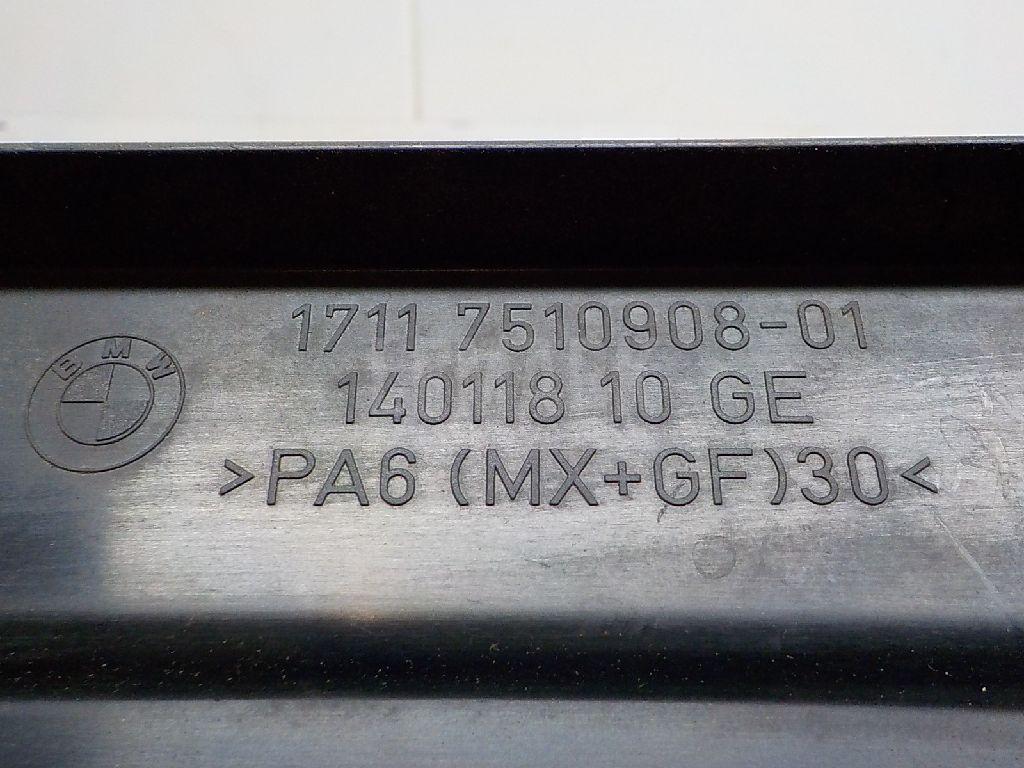 BMW
1711 7510908-01
140118 10 GE
>PA6 (MX+GF)30<